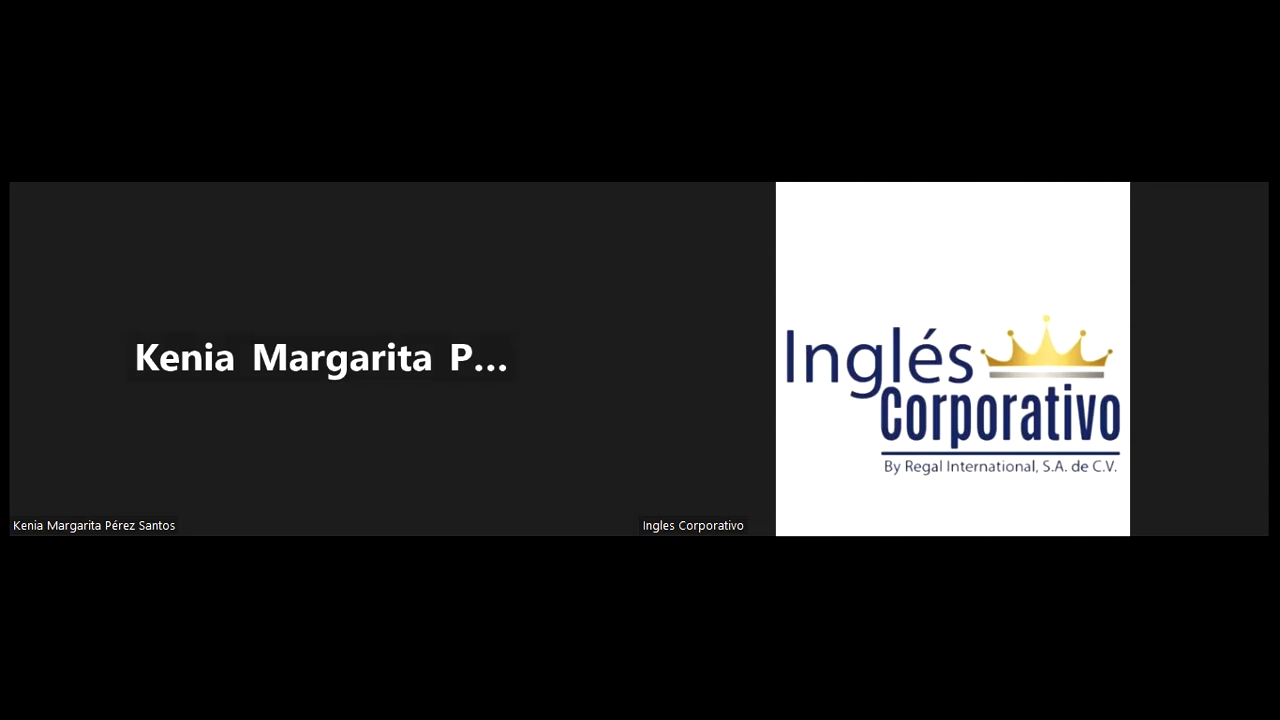 Kenia Margarita P...
Kenia Margarita Pérez Santos
Inglés
Corporativo
By Regal International, S.A. de C.V.
Ingles Corporativo